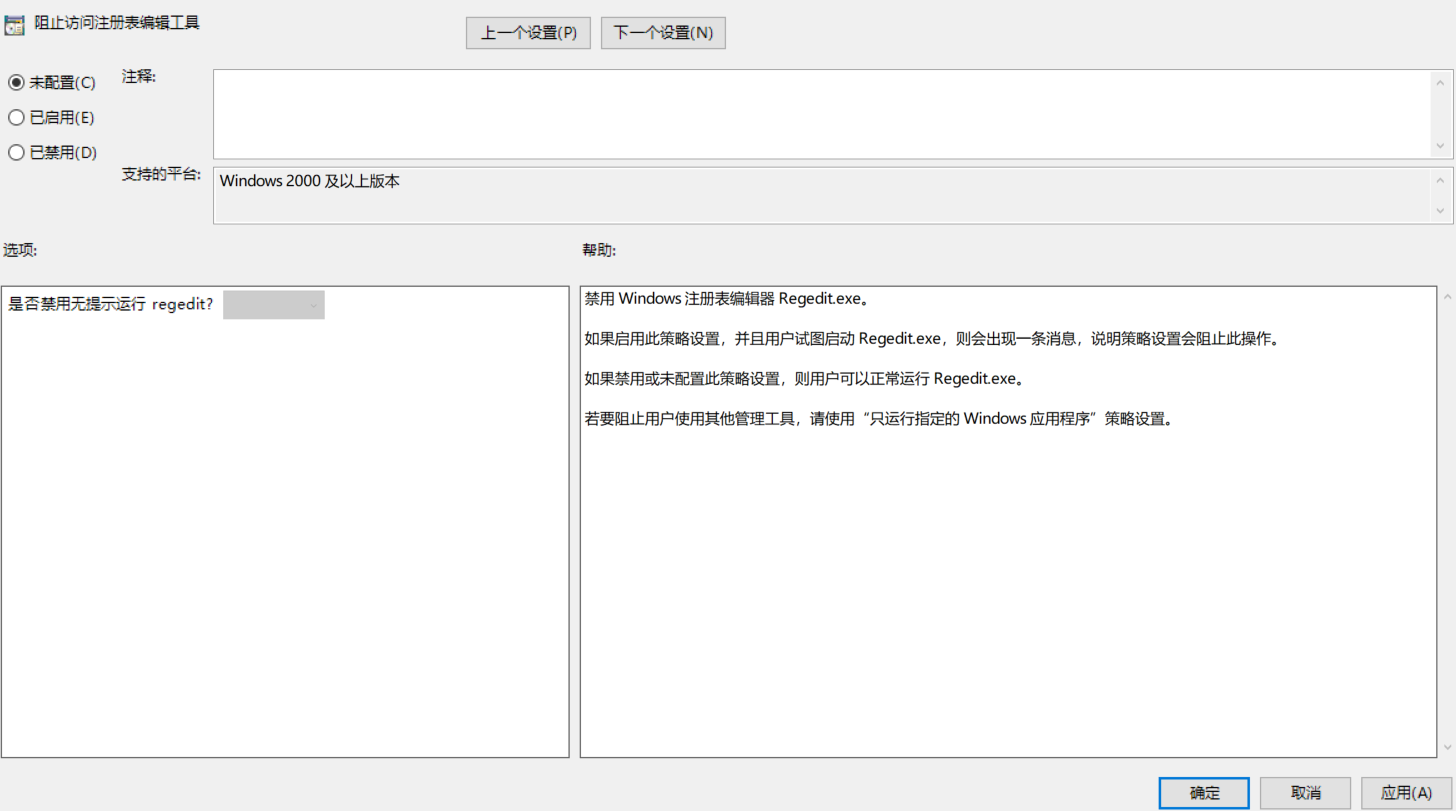 阻止访问注册表编辑工具
上一个设置(P)
下一个设置(N)
未配置(C)
注释:
已启用(E)
已禁用(D)
支持的平台:
Windows 2000 及以上版本
选项:
帮助:
是否禁用无提示运行 regedit?
禁用 Windows 注册表编辑器 Regedit.exe。
如果启用此策略设置，并且用户试图启动 Regedit.exe，则会出现一条消息，说明策略设置会阻止此操作。
如果禁用或未配置此策略设置，则用户可以正常运行 Regedit.exe。
若要阻止用户使用其他管理工具，请使用“只运行指定的 Windows 应用程序”策略设置。
确定
取消
应用(A)